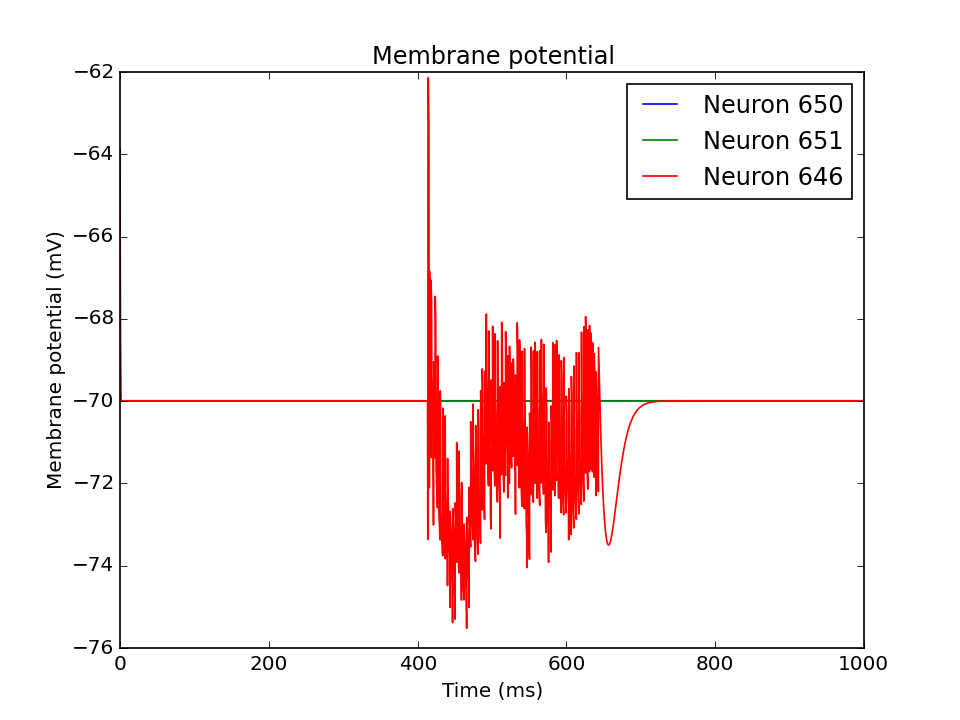 Membrane potential
Neuron 650
Neuron 651
Neuron 646
Membrane potential (mV)
−62
−64
−66
−68
−70
−72
−74
−76
0 200 400 600 800 1000
Time (ms)